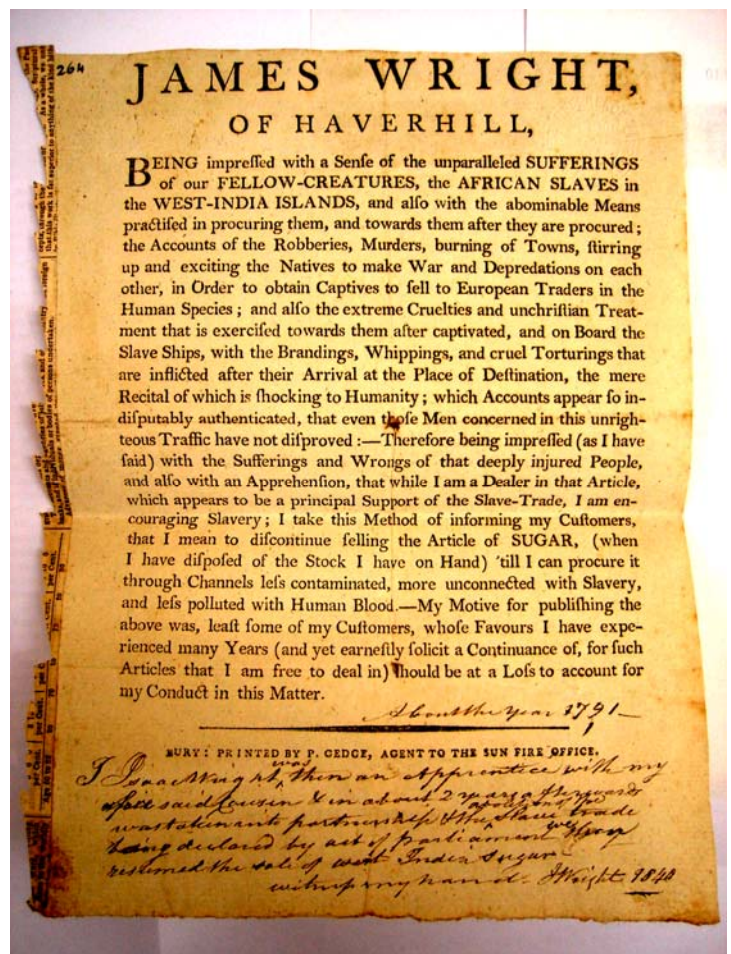 264
JAMES WRIGHT,
OF HAVERHILL,
BEING impreſſed with a Senſe of the unparalleled SUFFERINGS
of our FELLOW-CREATURES, the AFRICAN SLAVES in
the WEST-INDIA ISLANDS, and alſo with the abominable Means
practiſed in procuring them, and towards them after they are procured;
the Accounts of the Robberies, Murders, burning of Towns, ſtirring
up and exciting the Natives to make War and Depredations on each
other, in Order to obtain Captives to ſell to European Traders in the
Human Species; and alſo the extreme Cruelties and unchriſtian Treat-
ment that is exerciſed towards them after captivated, and on Board the
Slave Ships, with the Brandings, Whippings, and cruel Torturings that
are inflicted after their Arrival at the Place of Deſtination, the mere
Recital of which is ſhocking to Humanity; which Accounts appear ſo in-
diſputably authenticated, that even thoſe Men concerned in this unrigh-
teous Traffic have not diſproved:—Therefore being impreſſed (as I have
ſaid) with the Sufferings and Wrongs of that deeply injured People,
and alſo with an Apprehenſion, that while I am a Dealer in that Article,
which appears to be a principal Support of the Slave-Trade, I am en-
couraging Slavery; I take this Method of informing my Cuſtomers,
that I mean to diſcontinue ſelling the Article of SUGAR, (when
I have diſpoſed of the Stock I have on Hand) 'till I can procure it
through Channels leſs contaminated, more unconnected with Slavery,
and leſs polluted with Human Blood.—My Motive for publiſhing the
above was, leaſt ſome of my Cuſtomers, whoſe Favours I have expe-
rienced many Years (and yet earneſtly ſolicit a Continuance of, for ſuch
Articles that I am free to deal in) ſhould be at a Loſs to account for
my Conduct in this Matter.
About the Year 1791—
BURY: PRINTED BY P. GEDGE, AGENT TO THE SUN FIRE OFFICE.
I Isaac Wright was then an Apprentice with my
afore said Cousin & in about 2 years afterwards
was taken into partnership & the abolition of the Slave trade
being declared by act of parliament we
resumed the sale of west India Sugar
witness my hand J Wright 1840